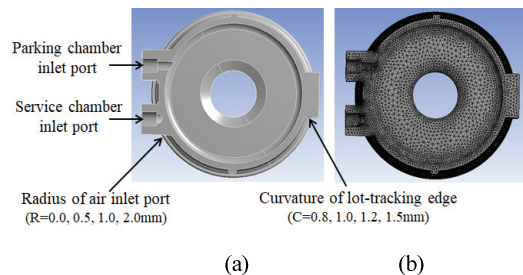 Parking chamber
inlet port
Service chamber
inlet port
Radius of air inlet port
(R=0.0, 0.5, 1.0, 2.0mm)
Curvature of lot-tracking edge
(C=0.8, 1.0, 1.2, 1.5mm)
(a)
(b)